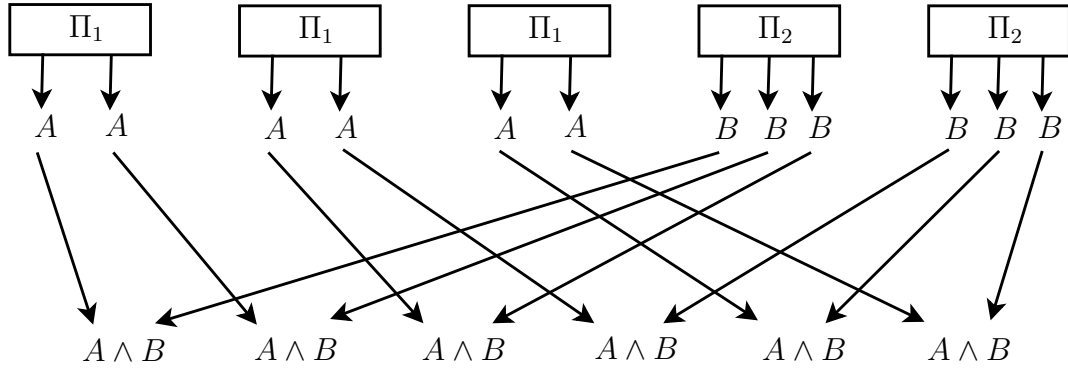 Π₁ Π₁ Π₁ Π₂ Π₂
A A A A A A B B B B B B
A ∧ B A ∧ B A ∧ B A ∧ B A ∧ B A ∧ B